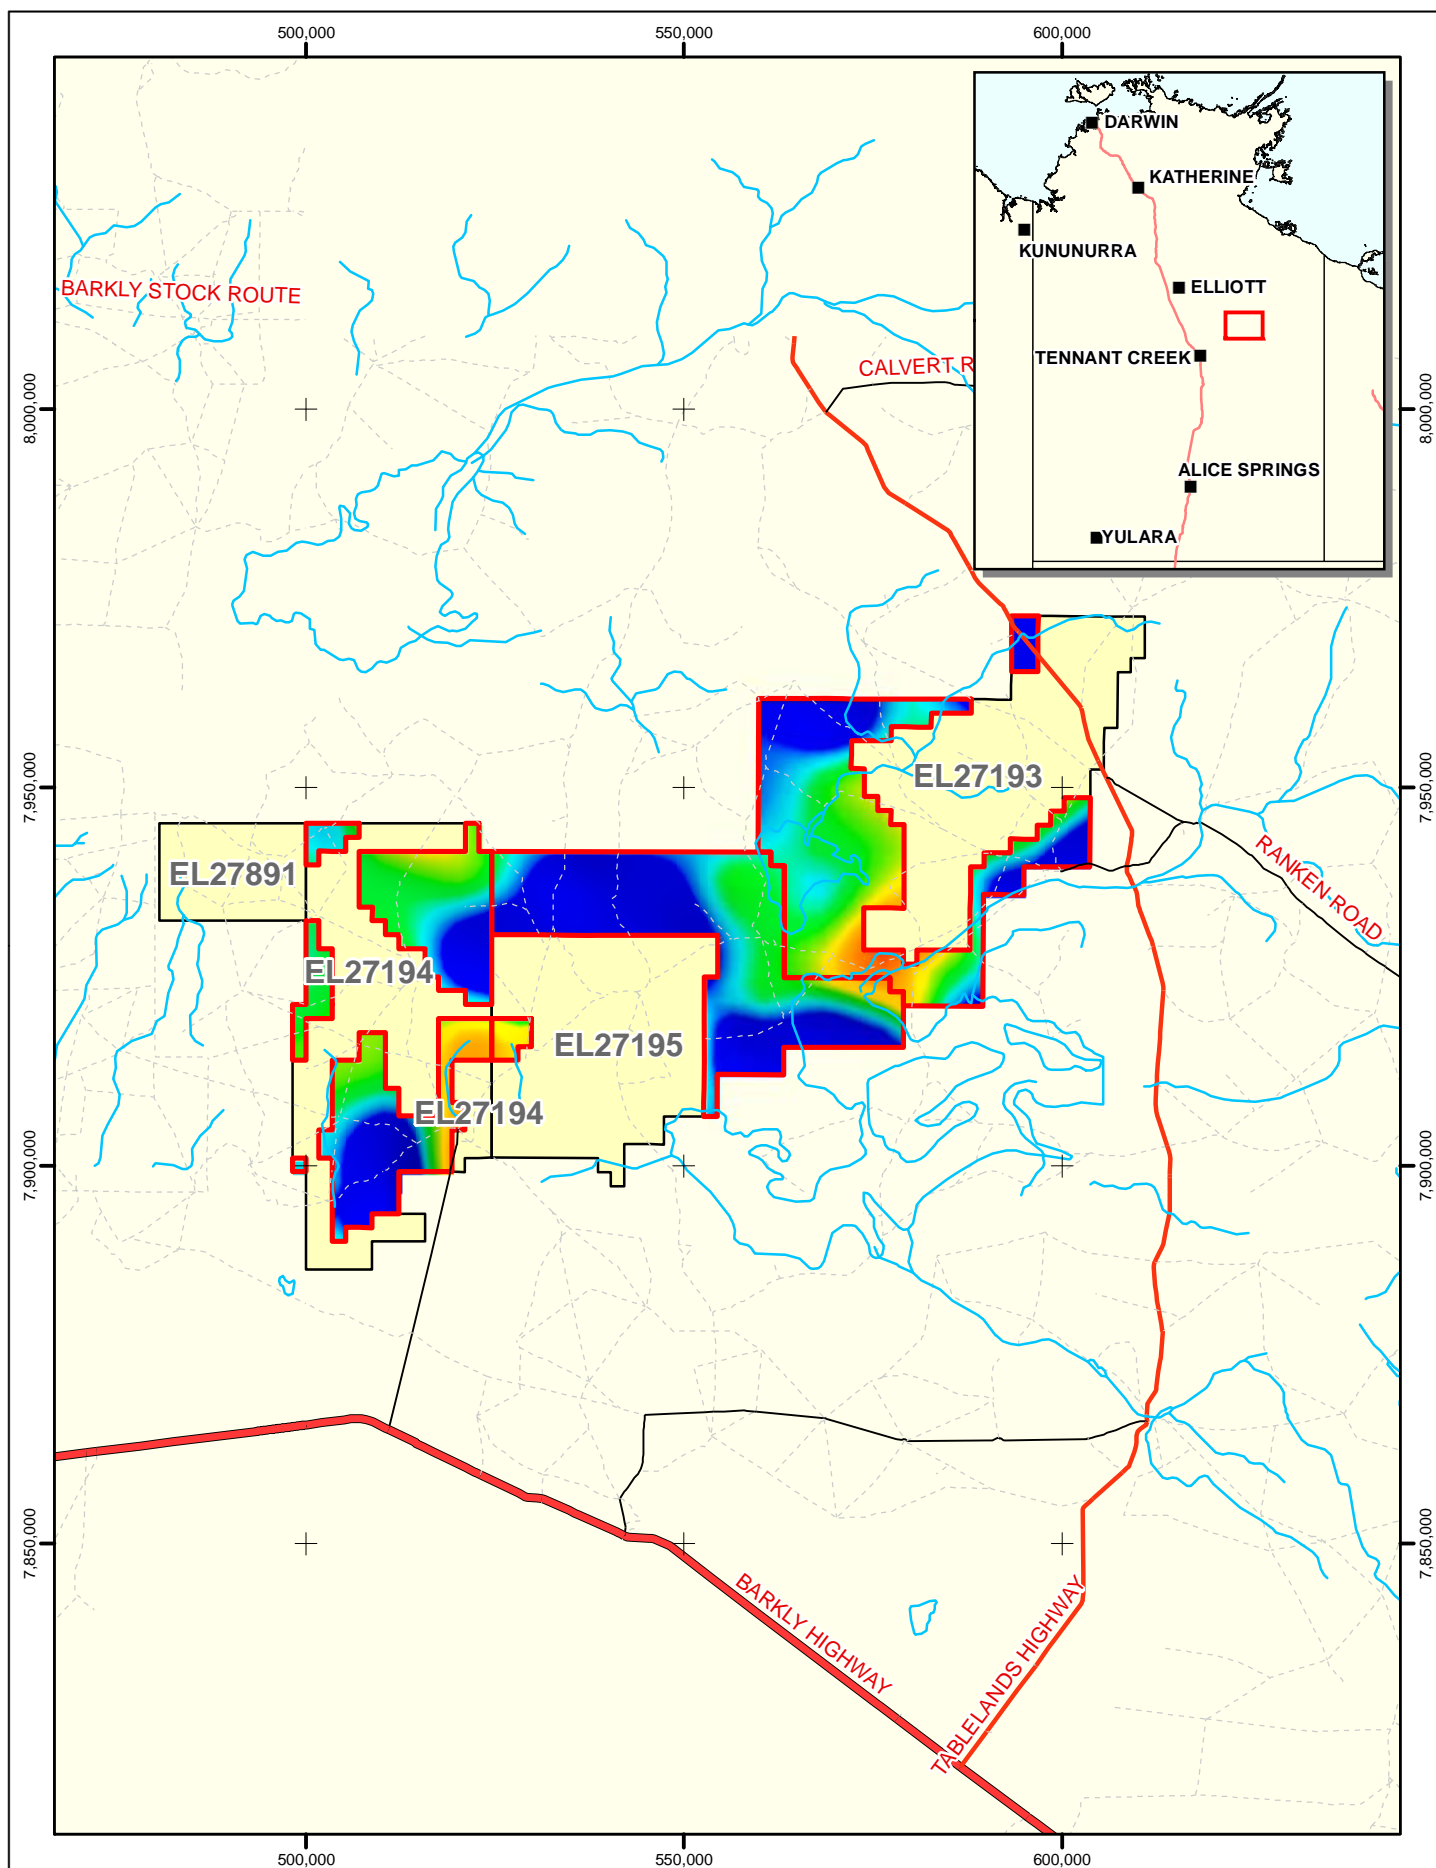 500,000
550,000
600,000
DARWIN
KATHERINE
KUNUNURRA
ELLIOTT
TENNANT CREEK
ALICE SPRINGS
YULARA
BARKLY STOCK ROUTE
CALVERT R
8,000,000
8,000,000
EL27193
7,950,000
7,950,000
RANKEN ROAD
EL27891
EL27194
EL27195
EL27194
7,900,000
7,900,000
7,850,000
7,850,000
BARKLY HIGHWAY
TABLELANDS HIGHWAY
500,000
550,000
600,000